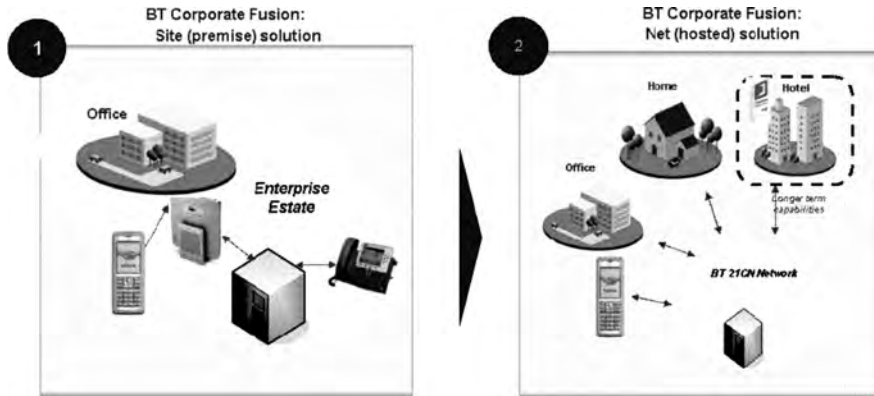 BT Corporate Fusion:
Site (premise) solution
1
Office
Enterprise
Estate
BT Corporate Fusion:
Net (hosted) solution
2
Home
Hotel
Office
Longer term
capabilities
BT 21CN Network